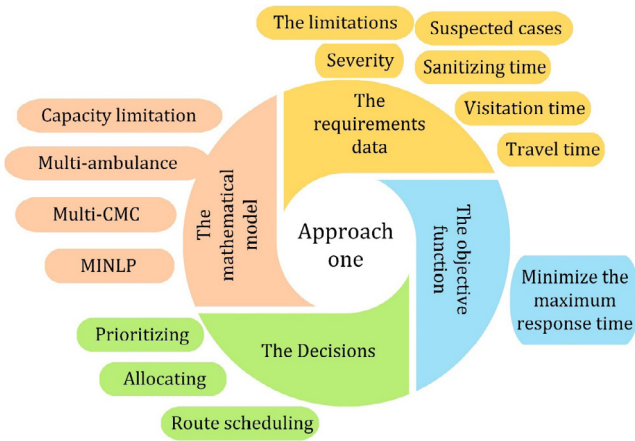 The limitations
Suspected cases
Severity
Sanitizing time
The
requirements
data
Visitation time
Travel time
Capacity limitation
Multi-ambulance
Multi-CMC
MINLP
The
mathematical
model
Approach
one
The objective
function
Minimize the
maximum
response time
Prioritizing
Allocating
Route scheduling
The Decisions